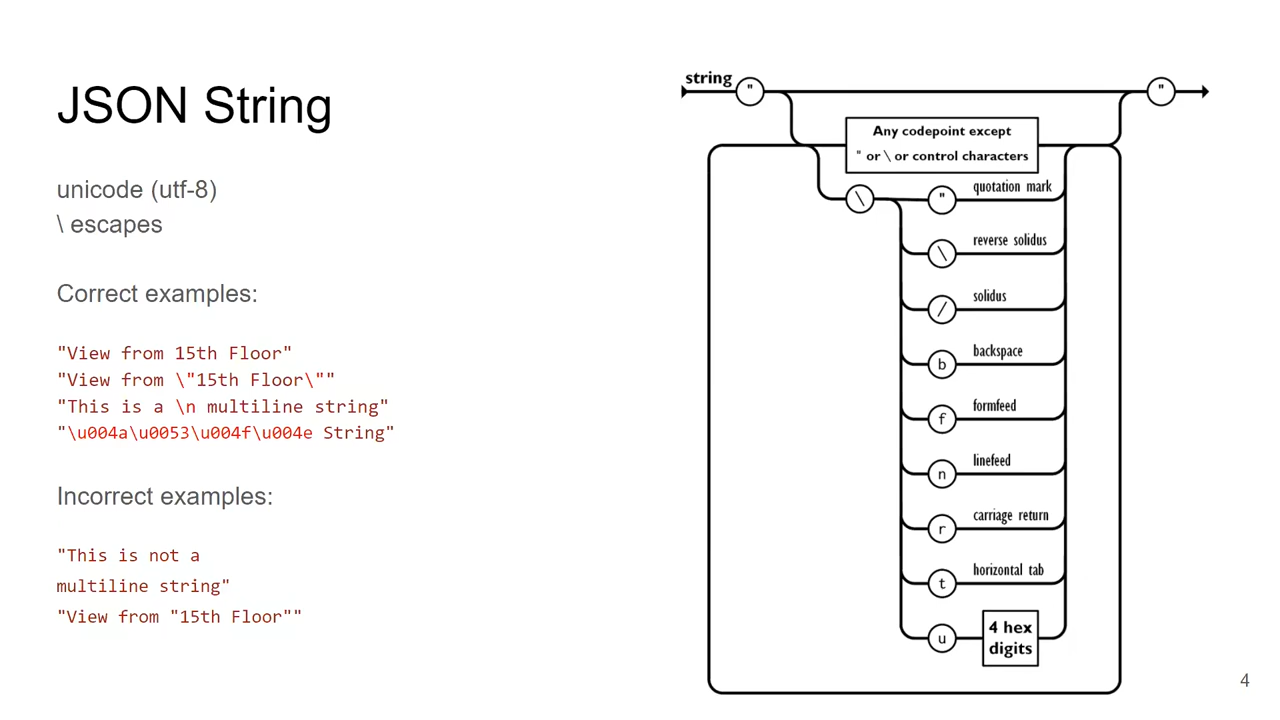 JSON String
unicode (utf-8)
\ escapes
Correct examples:
"View from 15th Floor"
"View from \"15th Floor\""
"This is a \n multiline string"
"\u004a\u0053\u004f\u004e String"
Incorrect examples:
"This is not a
multiline string"
"View from "15th Floor""
string
"
"
Any codepoint except
" or \ or control characters
\
" quotation mark
\ reverse solidus
/ solidus
b backspace
f formfeed
n linefeed
r carriage return
t horizontal tab
u 4 hex
digits
4